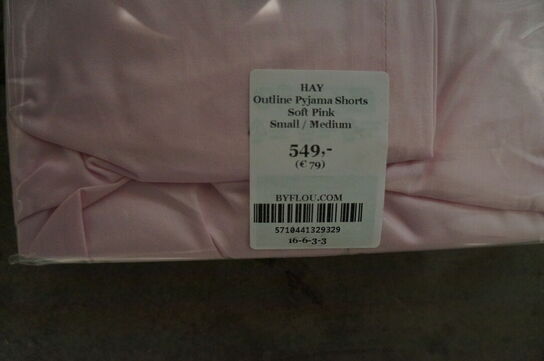 HAY
Outline Pyjama Shorts
Soft Pink
Small / Medium
549,-
(€ 79)
BYFLOU.COM
5710441329329
16-6-3-3